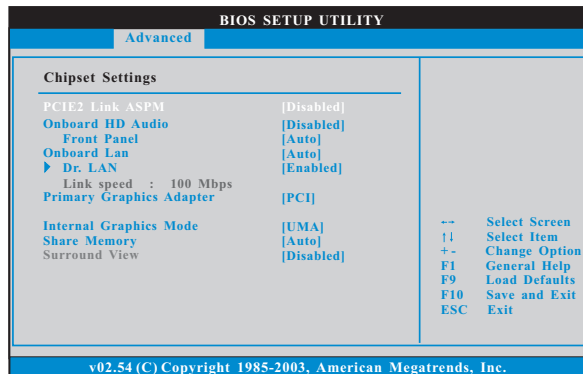 BIOS SETUP UTILITY
Advanced
Chipset Settings
PCIE2 Link ASPM [Disabled]
Onboard HD Audio [Disabled]
Front Panel [Auto]
Onboard Lan [Auto]
Dr. LAN [Enabled]
Link speed : 100 Mbps
Primary Graphics Adapter [PCI]
Internal Graphics Mode [UMA]
Share Memory [Auto]
Surround View [Disabled]
←→ Select Screen
↑↓ Select Item
+ - Change Option
F1 General Help
F9 Load Defaults
F10 Save and Exit
ESC Exit
v02.54 (C) Copyright 1985-2003, American Megatrends, Inc.